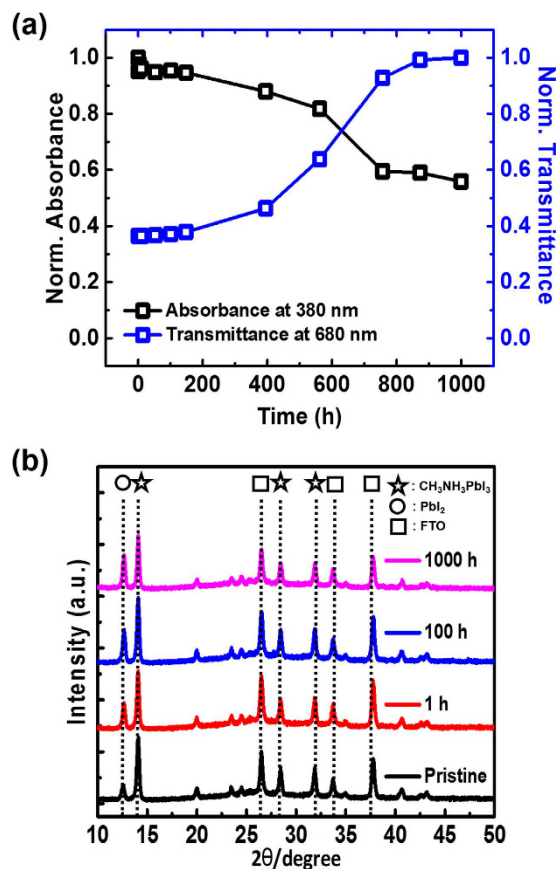 (a)
Norm. Absorbance
1.0
0.8
0.6
0.4
0.2
0.0
Absorbance at 380 nm
Transmittance at 680 nm
1.0
0.8
0.6
0.4
0.2
0.0
Norm. Transmittance
0 200 400 600 800 1000
Time (h)
(b)
: CH₃NH₃PbI₃
: PbI₂
: FTO
Intensity (a.u.)
1000 h
100 h
1 h
Pristine
10 15 20 25 30 35 40 45 50
2θ/degree